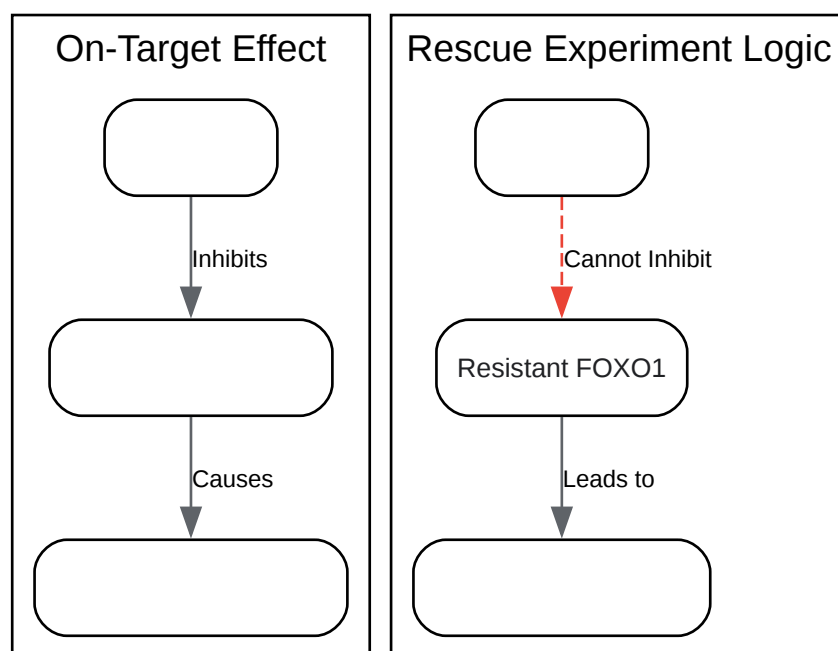 On-Target Effect
Inhibits
Causes
Rescue Experiment Logic
Cannot Inhibit
Resistant FOXO1
Leads to